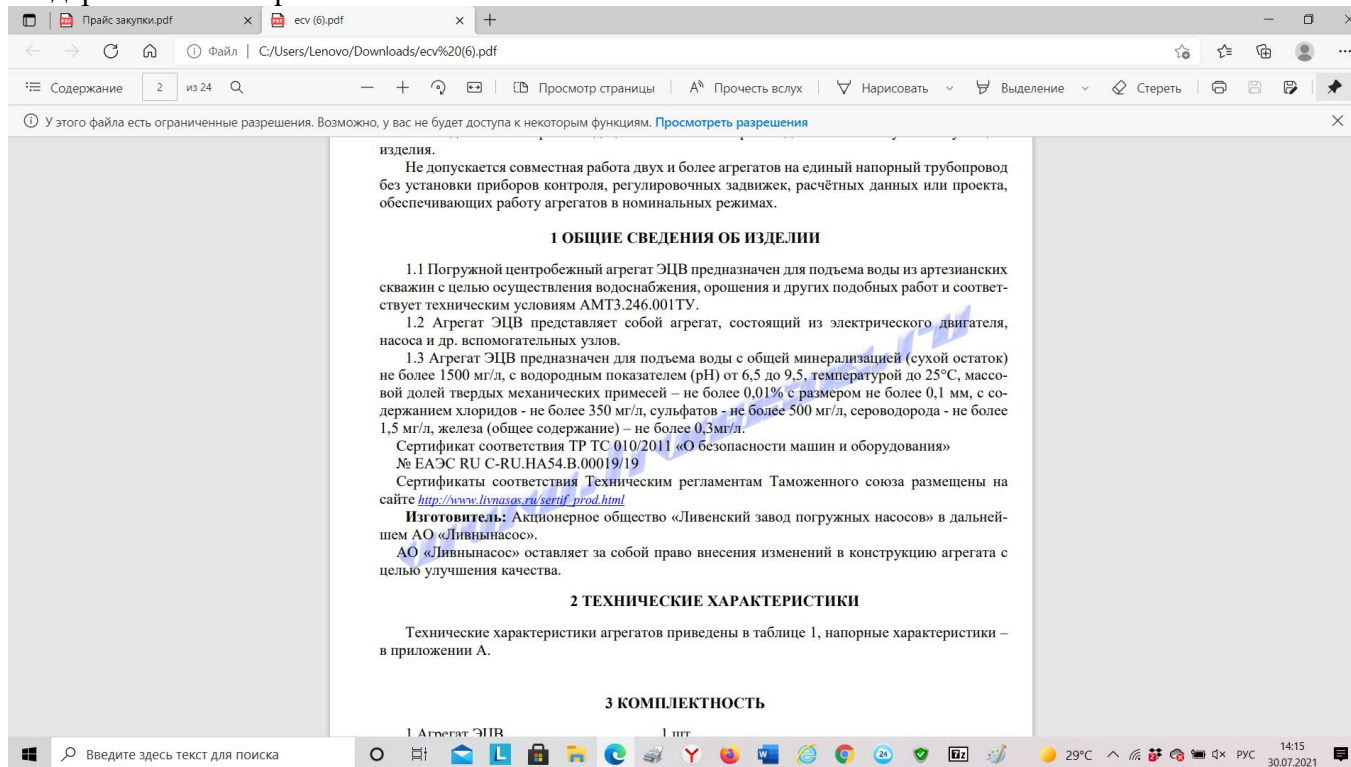 Прайс закупки.pdf
ecv (6).pdf
Файл | C:/Users/Lenovo/Downloads/ecv%20(6).pdf
Содержание 2 из 24 Просмотр страницы Прочесть вслух Нарисовать Выделение Стереть
У этого файла есть ограниченные разрешения. Возможно, у вас не будет доступа к некоторым функциям. Просмотреть разрешения
изделия.
Не допускается совместная работа двух и более агрегатов на единый напорный трубопровод
без установки приборов контроля, регулировочных задвижек, расчётных данных или проекта,
обеспечивающих работу агрегатов в номинальных режимах.
1 ОБЩИЕ СВЕДЕНИЯ ОБ ИЗДЕЛИИ
1.1 Погружной центробежный агрегат ЭЦВ предназначен для подъема воды из артезианских
скважин с целью осуществления водоснабжения, орошения и других подобных работ и соответ-
ствует техническим условиям АМТ3.246.001ТУ.
1.2 Агрегат ЭЦВ представляет собой агрегат, состоящий из электрического двигателя,
насоса и др. вспомогательных узлов.
1.3 Агрегат ЭЦВ предназначен для подъема воды с общей минерализацией (сухой остаток)
не более 1500 мг/л, с водородным показателем (pH) от 6,5 до 9,5, температурой до 25°С, массо-
вой долей твердых механических примесей – не более 0,01% с размером не более 0,1 мм, с со-
держанием хлоридов - не более 350 мг/л, сульфатов - не более 500 мг/л, сероводорода - не более
1,5 мг/л, железа (общее содержание) – не более 0,3мг/л.
Сертификат соответствия ТР ТС 010/2011 «О безопасности машин и оборудования»
№ ЕАЭС RU С-RU.НА54.В.00019/19
Сертификаты соответствия Техническим регламентам Таможенного союза размещены на
сайте http://www.livnasos.ru/sertif_prod.html
Изготовитель: Акционерное общество «Ливенский завод погружных насосов» в дальней-
шем АО «Ливнынасос».
АО «Ливнынасос» оставляет за собой право внесения изменений в конструкцию агрегата с
целью улучшения качества.
2 ТЕХНИЧЕСКИЕ ХАРАКТЕРИСТИКИ
Технические характеристики агрегатов приведены в таблице 1, напорные характеристики –
в приложении А.
3 КОМПЛЕКТНОСТЬ
1 Агрегат ЭЦВ 1 шт
Введите здесь текст для поиска
29°C РУС 14:15
30.07.2021